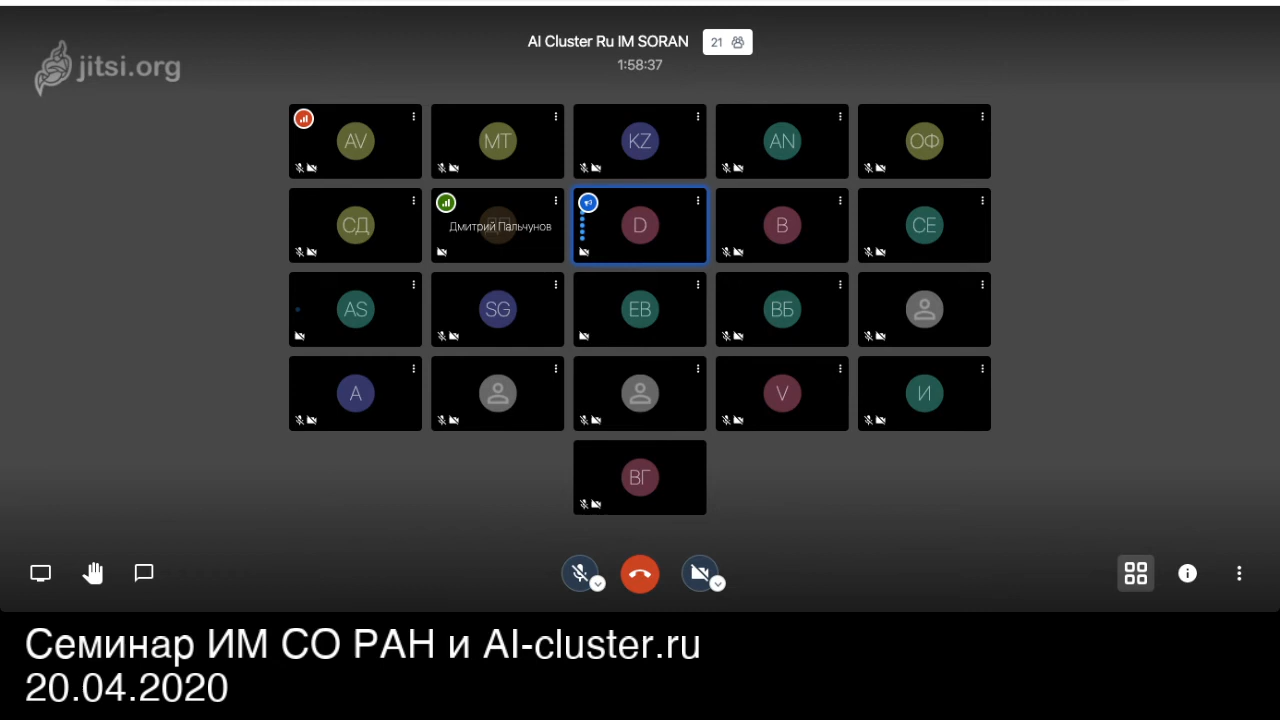 jitsi.org
AI Cluster Ru IM SORAN 21
1:58:37
AV MT KZ AN ОФ
СД Дмитрий Пальчунов D B CE
AS SG EB ВБ
A V И
ВГ
Семинар ИМ СО РАН и AI-cluster.ru
20.04.2020